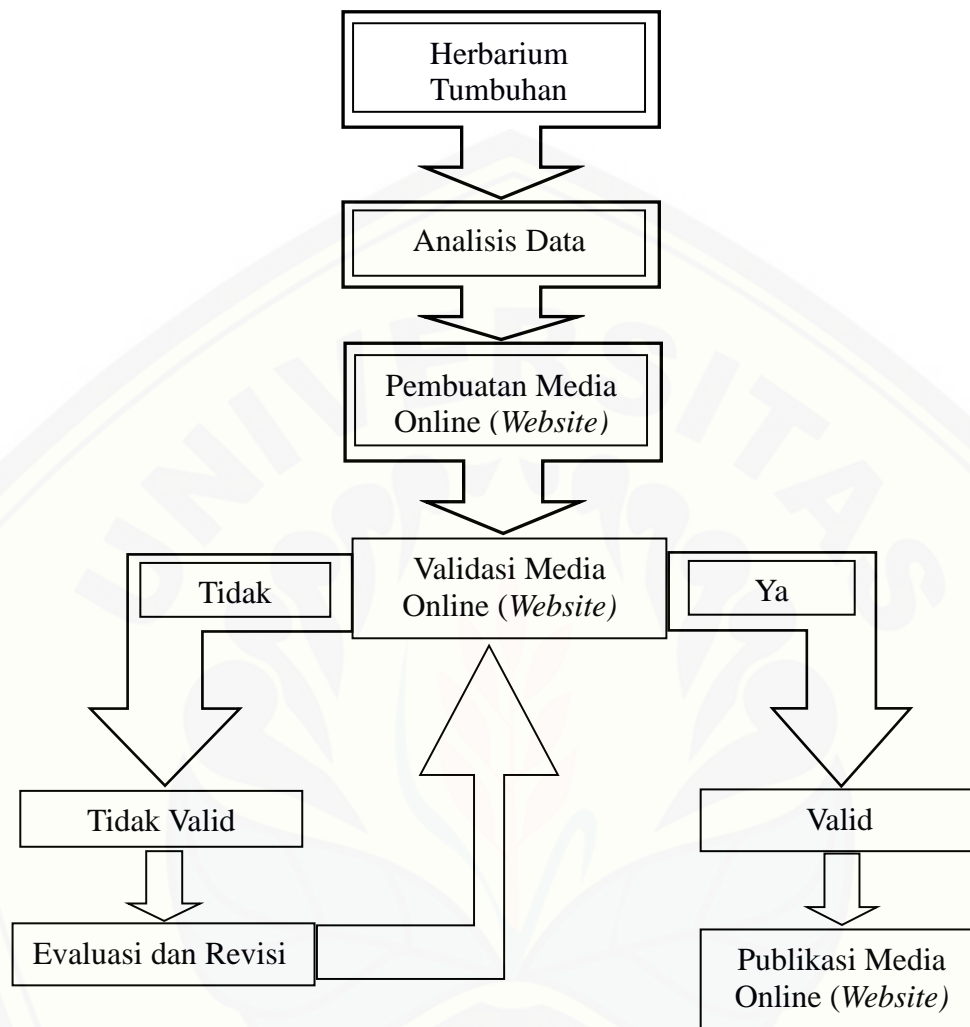 Herbarium
Tumbuhan
Analisis Data
Pembuatan Media
Online (Website)
Validasi Media
Online (Website)
Tidak
Ya
Tidak Valid
Valid
Evaluasi dan Revisi
Publikasi Media
Online (Website)
UNIVERSITAS